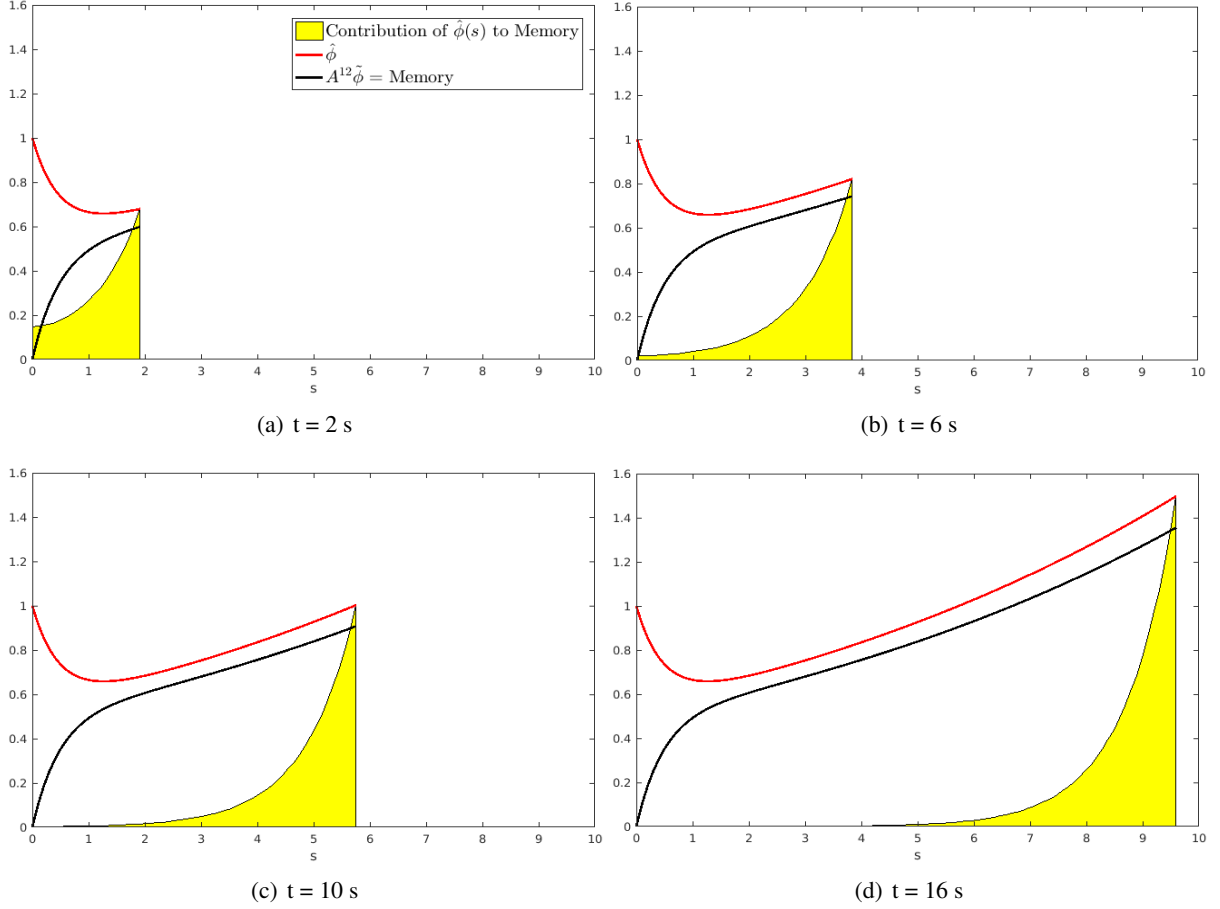 1.6
1.4
1.2
1
0.8
0.6
0.4
0.2
0
0 1 2 3 4 5 6 7 8 9 10
s
Contribution of $\hat{\phi}(s)$ to Memory
$\hat{\phi}$
$A^{12}\tilde{\phi}$ = Memory
(a) t = 2 s
1.6
1.4
1.2
1
0.8
0.6
0.4
0.2
0
0 1 2 3 4 5 6 7 8 9 10
s
(b) t = 6 s
1.6
1.4
1.2
1
0.8
0.6
0.4
0.2
0
0 1 2 3 4 5 6 7 8 9 10
s
(c) t = 10 s
1.6
1.4
1.2
1
0.8
0.6
0.4
0.2
0
0 1 2 3 4 5 6 7 8 9 10
s
(d) t = 16 s